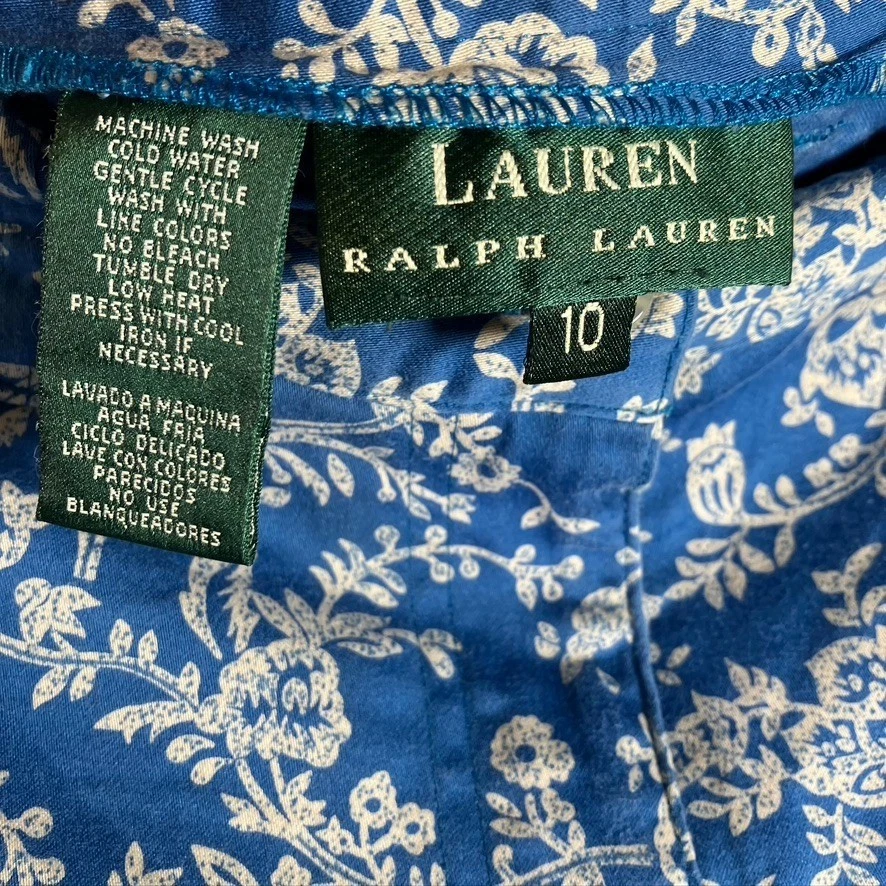 MACHINE WASH
COLD WATER
GENTLE CYCLE
WASH WITH
LIKE COLORS
NO BLEACH
TUMBLE DRY
LOW HEAT
PRESS WITH COOL
IRON IF
NECESSARY
LAVADO A MAQUINA
AGUA FRIA
CICLO DELICADO
LAVE CON COLORES
PARECIDOS
NO USE
BLANQUEADORES
LAUREN
RALPH LAUREN
10